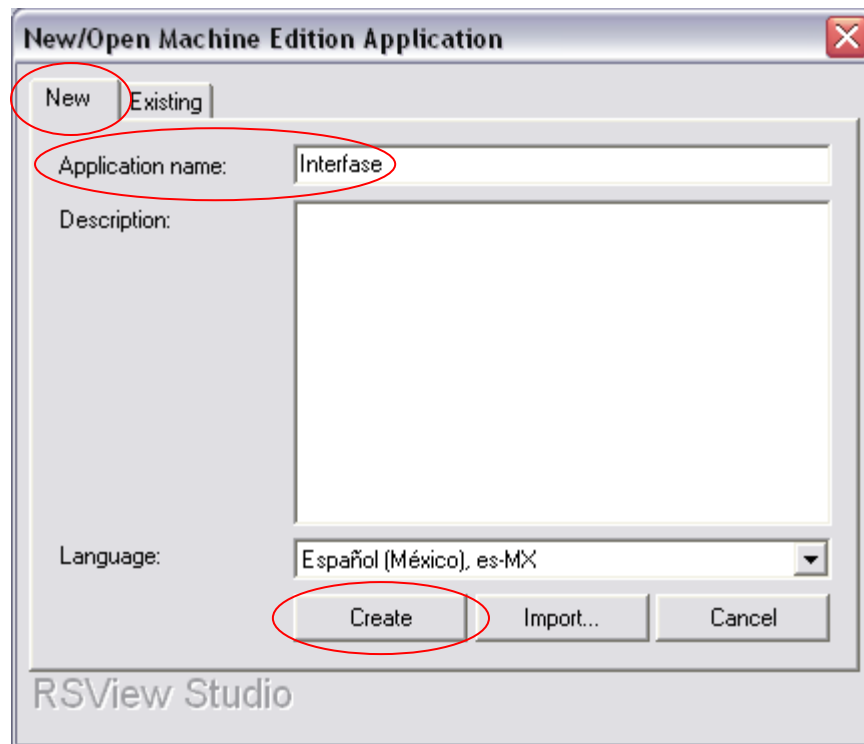 New/Open Machine Edition Application
New Existing
Application name: Interfase
Description:
Language: Español (México), es-MX
Create Import... Cancel
RSView Studio